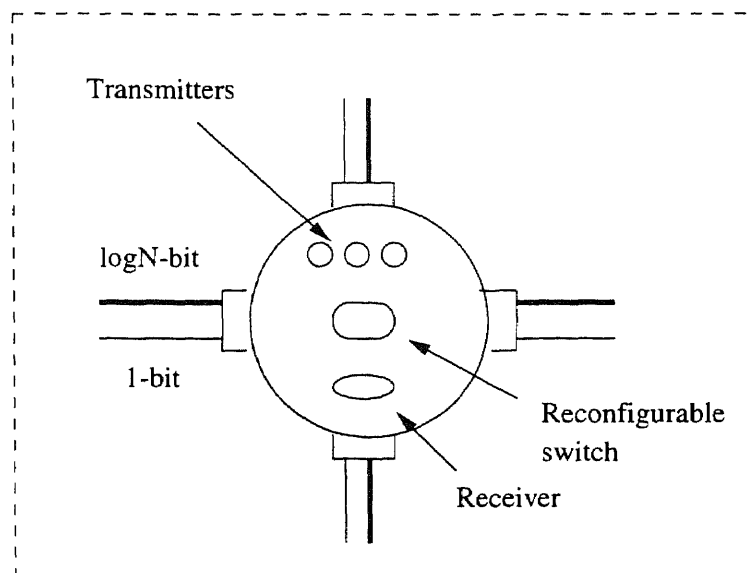 Transmitters
logN-bit
1-bit
Reconfigurable
switch
Receiver